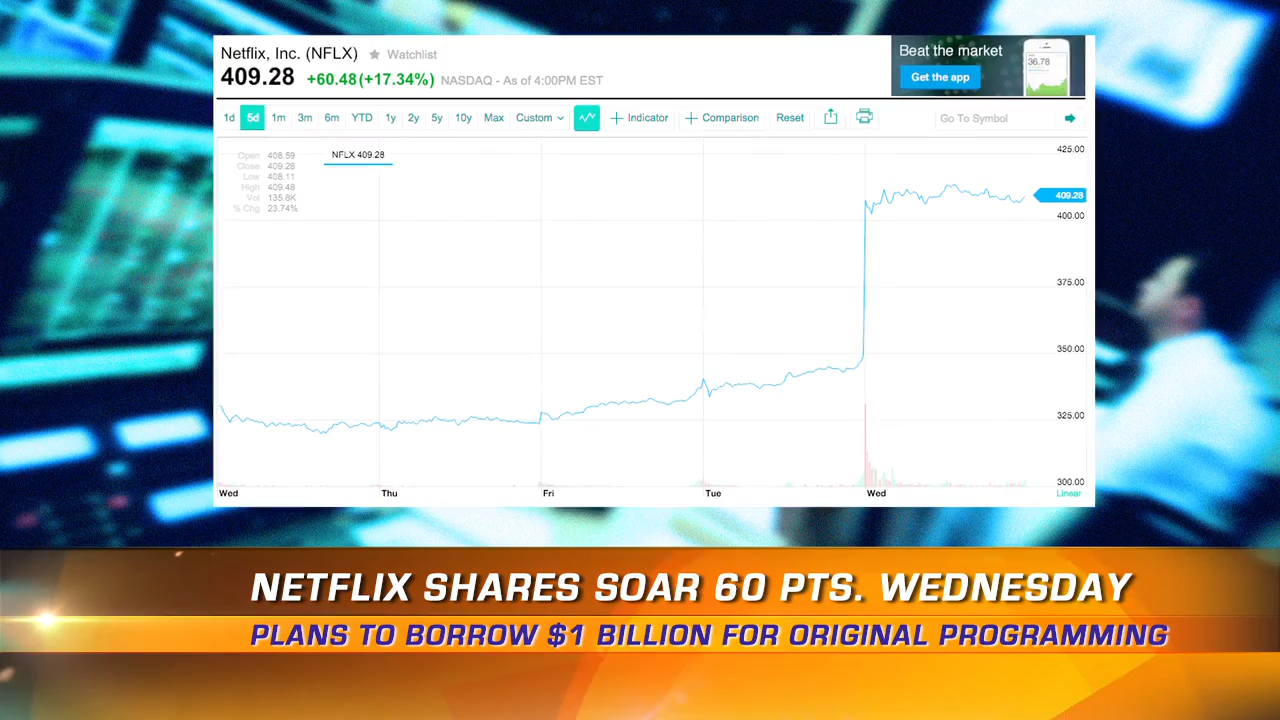 Netflix, Inc. (NFLX) ★ Watchlist
409.28 +60.48(+17.34%) NASDAQ - As of 4:00PM EST
Beat the market
Get the app
36.78
1d 5d 1m 3m 6m YTD 1y 2y 5y 10y Max Custom Indicator Comparison Reset Go To Symbol
Open 408.59
Close 409.28
Low 408.11
High 409.48
Vol 135.8K
% Chg 23.74%
NFLX 409.28
425.00
409.28
400.00
375.00
350.00
325.00
300.00
Wed Thu Fri Tue Wed Linear
NETFLIX SHARES SOAR 60 PTS. WEDNESDAY
PLANS TO BORROW $1 BILLION FOR ORIGINAL PROGRAMMING